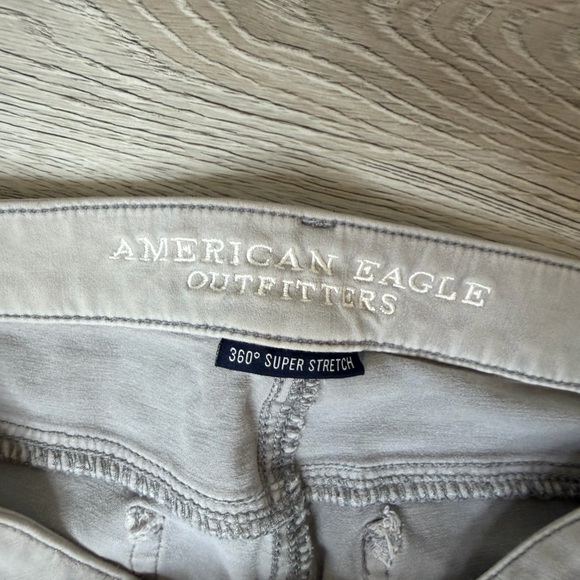 AMERICAN EAGLE
OUTFITTERS
360° SUPER STRETCH